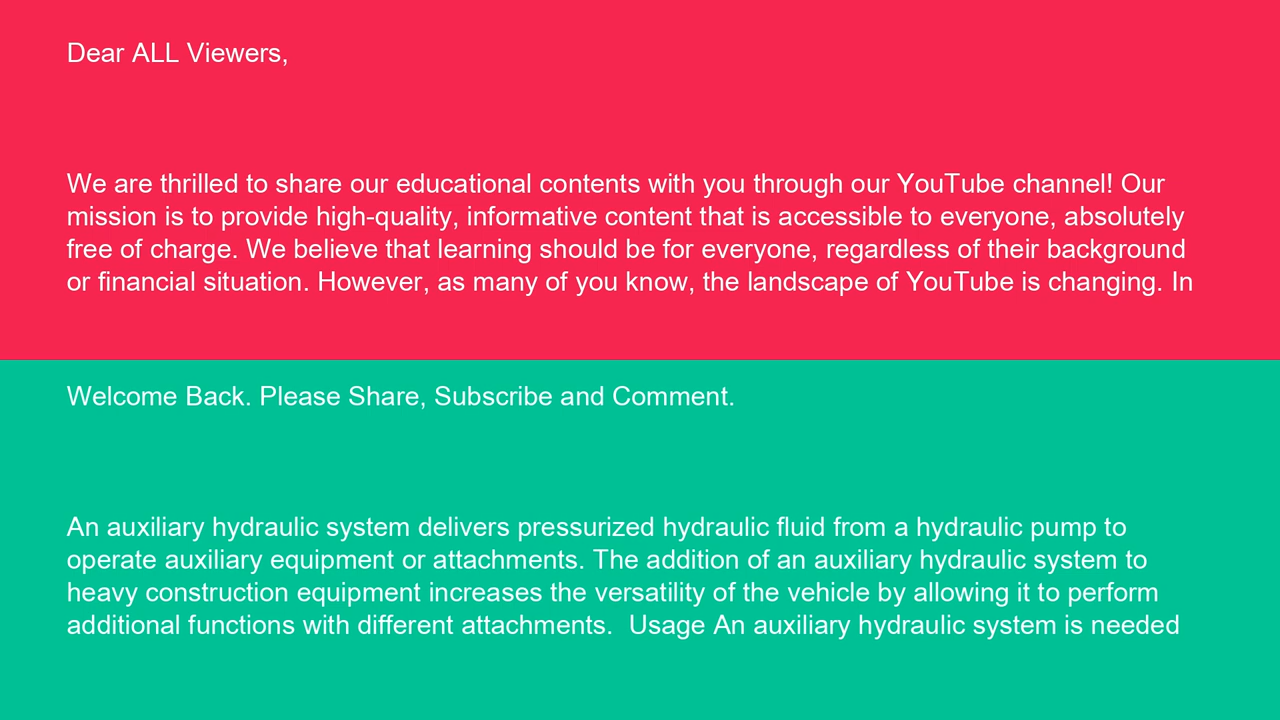 Dear ALL Viewers,
We are thrilled to share our educational contents with you through our YouTube channel! Our
mission is to provide high-quality, informative content that is accessible to everyone, absolutely
free of charge. We believe that learning should be for everyone, regardless of their background
or financial situation. However, as many of you know, the landscape of YouTube is changing. In
Welcome Back. Please Share, Subscribe and Comment.
An auxiliary hydraulic system delivers pressurized hydraulic fluid from a hydraulic pump to
operate auxiliary equipment or attachments. The addition of an auxiliary hydraulic system to
heavy construction equipment increases the versatility of the vehicle by allowing it to perform
additional functions with different attachments.  Usage An auxiliary hydraulic system is needed